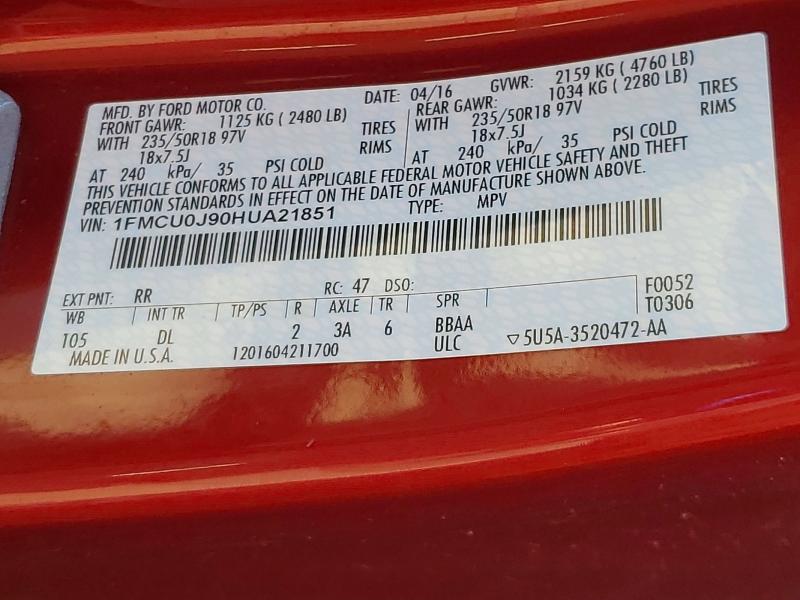 MFD. BY FORD MOTOR CO. DATE: 04/16 GVWR: 2159 KG ( 4760 LB)
FRONT GAWR: 1125 KG ( 2480 LB) REAR GAWR: 1034 KG ( 2280 LB)
WITH 235/50R18 97V TIRES WITH 235/50R18 97V TIRES
18x7.5J RIMS 18x7.5J RIMS
AT 240 kPa/ 35 PSI COLD AT 240 kPa/ 35 PSI COLD
THIS VEHICLE CONFORMS TO ALL APPLICABLE FEDERAL MOTOR VEHICLE SAFETY AND THEFT
PREVENTION STANDARDS IN EFFECT ON THE DATE OF MANUFACTURE SHOWN ABOVE.
VIN: 1FMCU0J90HUA21851 TYPE: MPV
EXT PNT: RR RC: 47 DSO: F0052
WB INT TR TP/PS R AXLE TR SPR T0306
105 DL 2 3A 6 BBAA
MADE IN U.S.A. 1201604211700 ULC ▽5U5A-3520472-AA